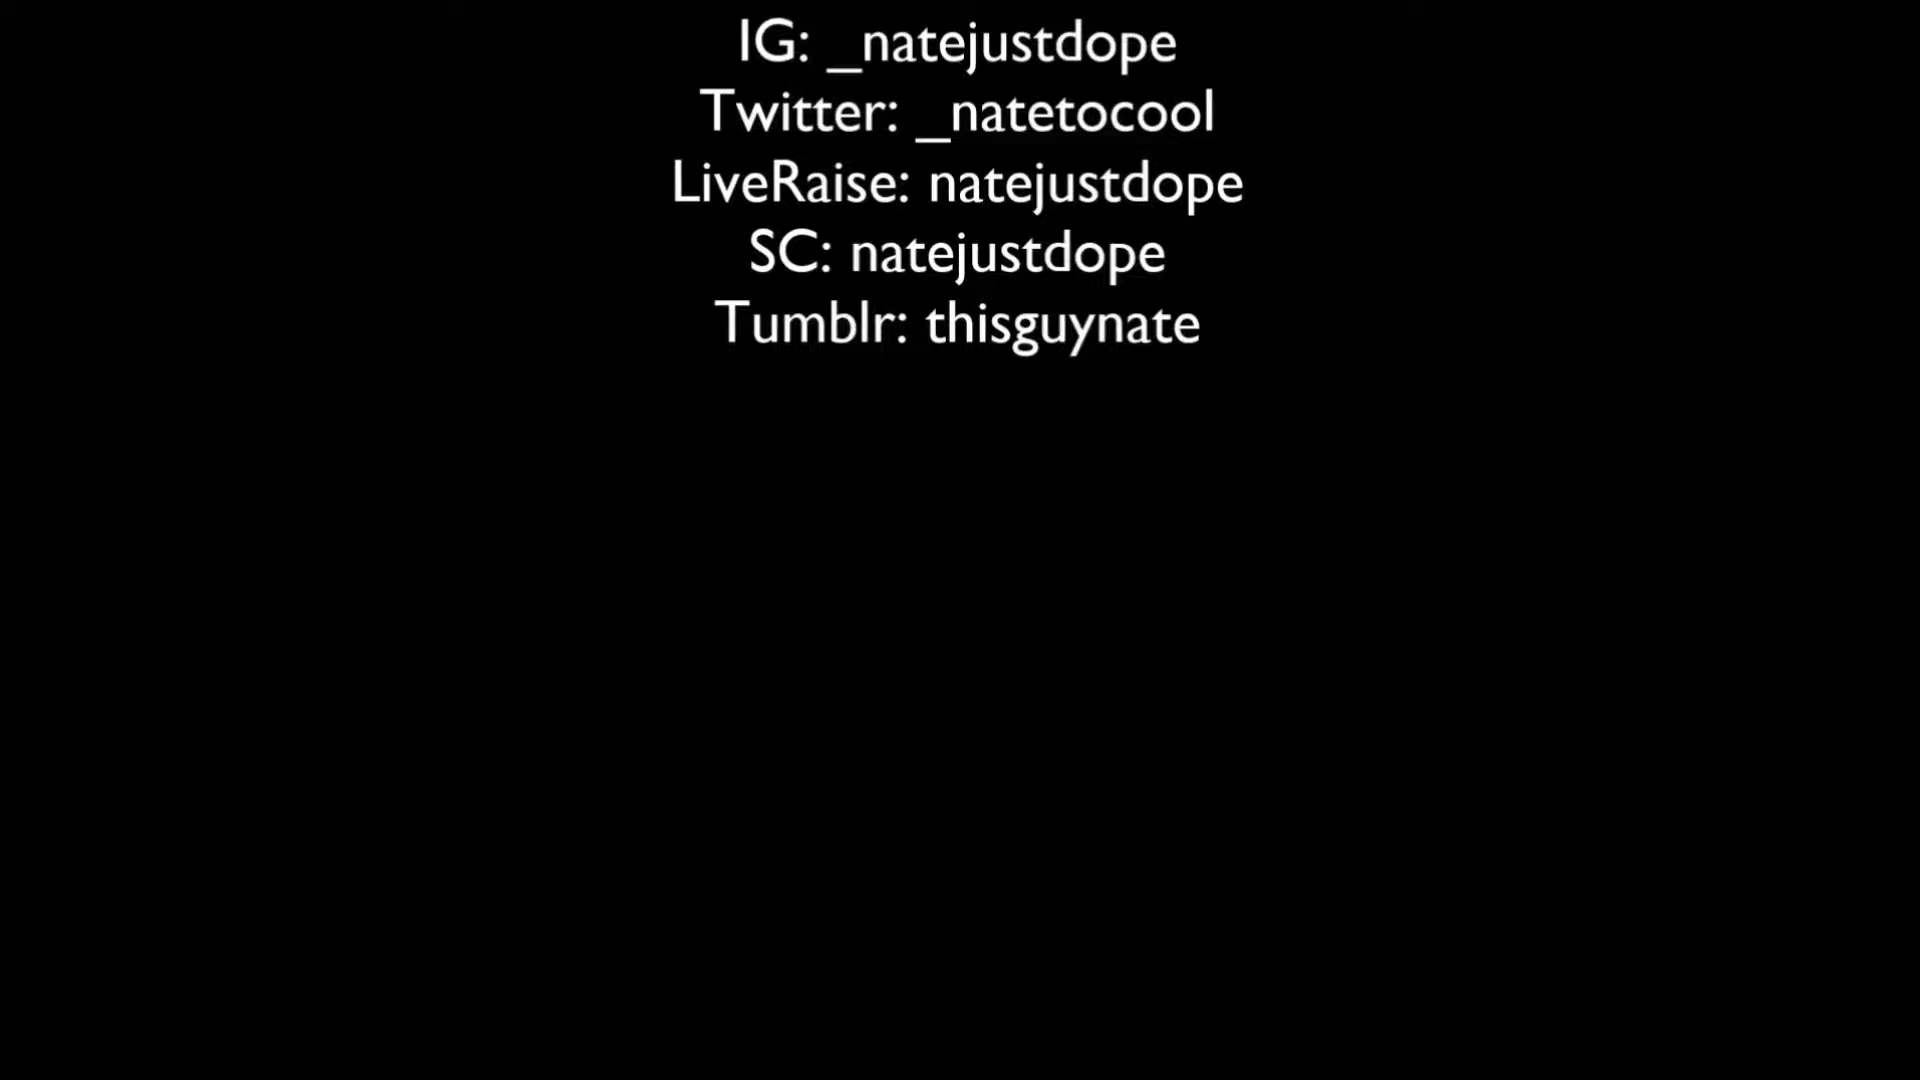 IG: _natejustdope
Twitter: _natetocool
LiveRaise: natejustdope
SC: natejustdope
Tumblr: thisguynate